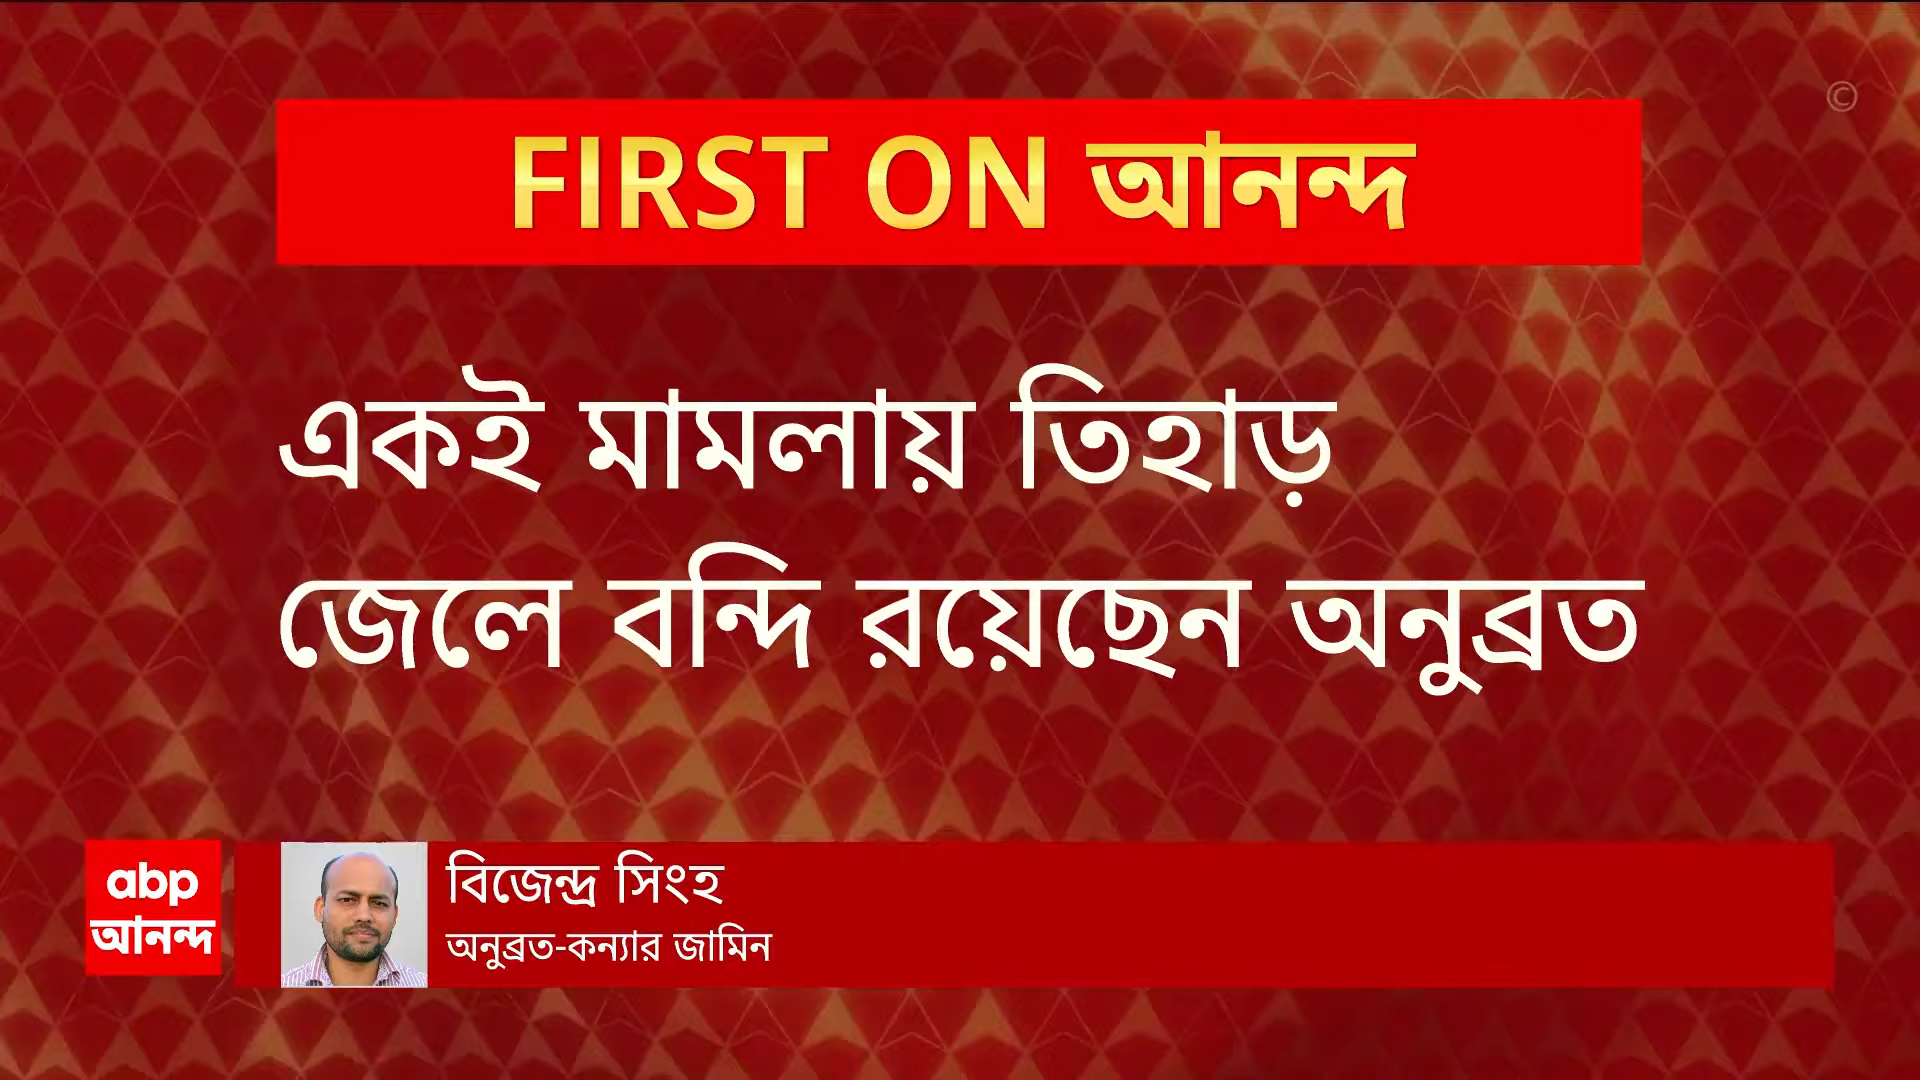 ©
FIRST ON আনন্দ
একই মামলায় তিহাড়
জেলে বন্দি রয়েছেন অনুব্রত
abp
আনন্দ
বিজেন্দ্র সিংহ
অনুব্রত-কন্যার জামিন